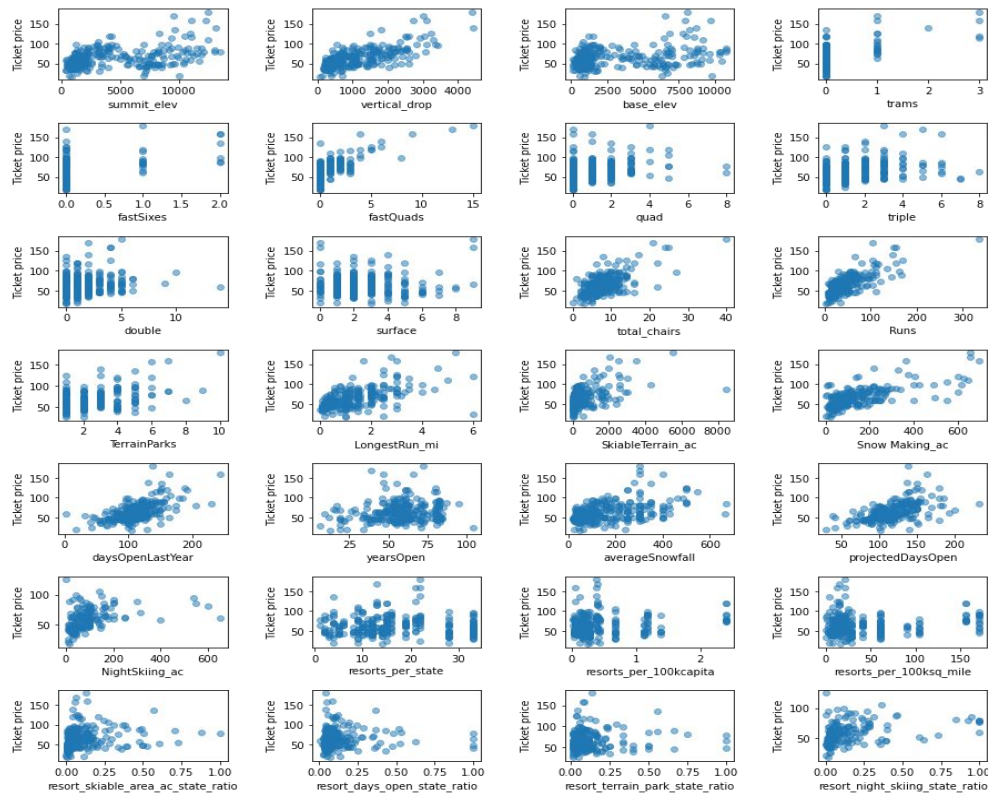 Ticket price Ticket price Ticket price Ticket price
150 150 150 150
100 100 100 100
50 50 50 50
0 5000 10000 0 1000 2000 3000 4000 0 2500 5000 7500 10000 0 1 2 3
summit_elev vertical_drop base_elev trams
Ticket price Ticket price Ticket price Ticket price
150 150 150 150
100 100 100 100
50 50 50 50
0.0 0.5 1.0 1.5 2.0 0 5 10 15 0 2 4 6 8 0 2 4 6 8
fastSixes fastQuads quad triple
Ticket price Ticket price Ticket price Ticket price
150 150 150 150
100 100 100 100
50 50 50 50
0 5 10 0 2 4 6 8 0 10 20 30 40 0 100 200 300
double surface total_chairs Runs
Ticket price Ticket price Ticket price Ticket price
150 150 150 150
100 100 100 100
50 50 50 50
2 4 6 8 10 0 2 4 6 0 2000 4000 6000 8000 0 200 400 600
TerrainParks LongestRun_mi SkiableTerrain_ac Snow Making_ac
Ticket price Ticket price Ticket price Ticket price
150 150 150 150
100 100 100 100
50 50 50 50
0 100 200 25 50 75 100 0 200 400 600 50 100 150 200
daysOpenLastYear yearsOpen averageSnowfall projectedDaysOpen
Ticket price Ticket price Ticket price Ticket price
150 150 150
100 100 100 100
50 50 50 50
0 200 400 600 0 10 20 30 0 1 2 0 50 100 150
NightSkiing_ac resorts_per_state resorts_per_100kcapita resorts_per_100ksq_mile
Ticket price Ticket price Ticket price Ticket price
150 150 150
100 100 100 100
50 50 50 50
0.00 0.25 0.50 0.75 1.00 0.00 0.25 0.50 0.75 1.00 0.00 0.25 0.50 0.75 1.00 0.00 0.25 0.50 0.75 1.00
resort_skiable_area_ac_state_ratio resort_days_open_state_ratio resort_terrain_park_state_ratio resort_night_skiing_state_ratio